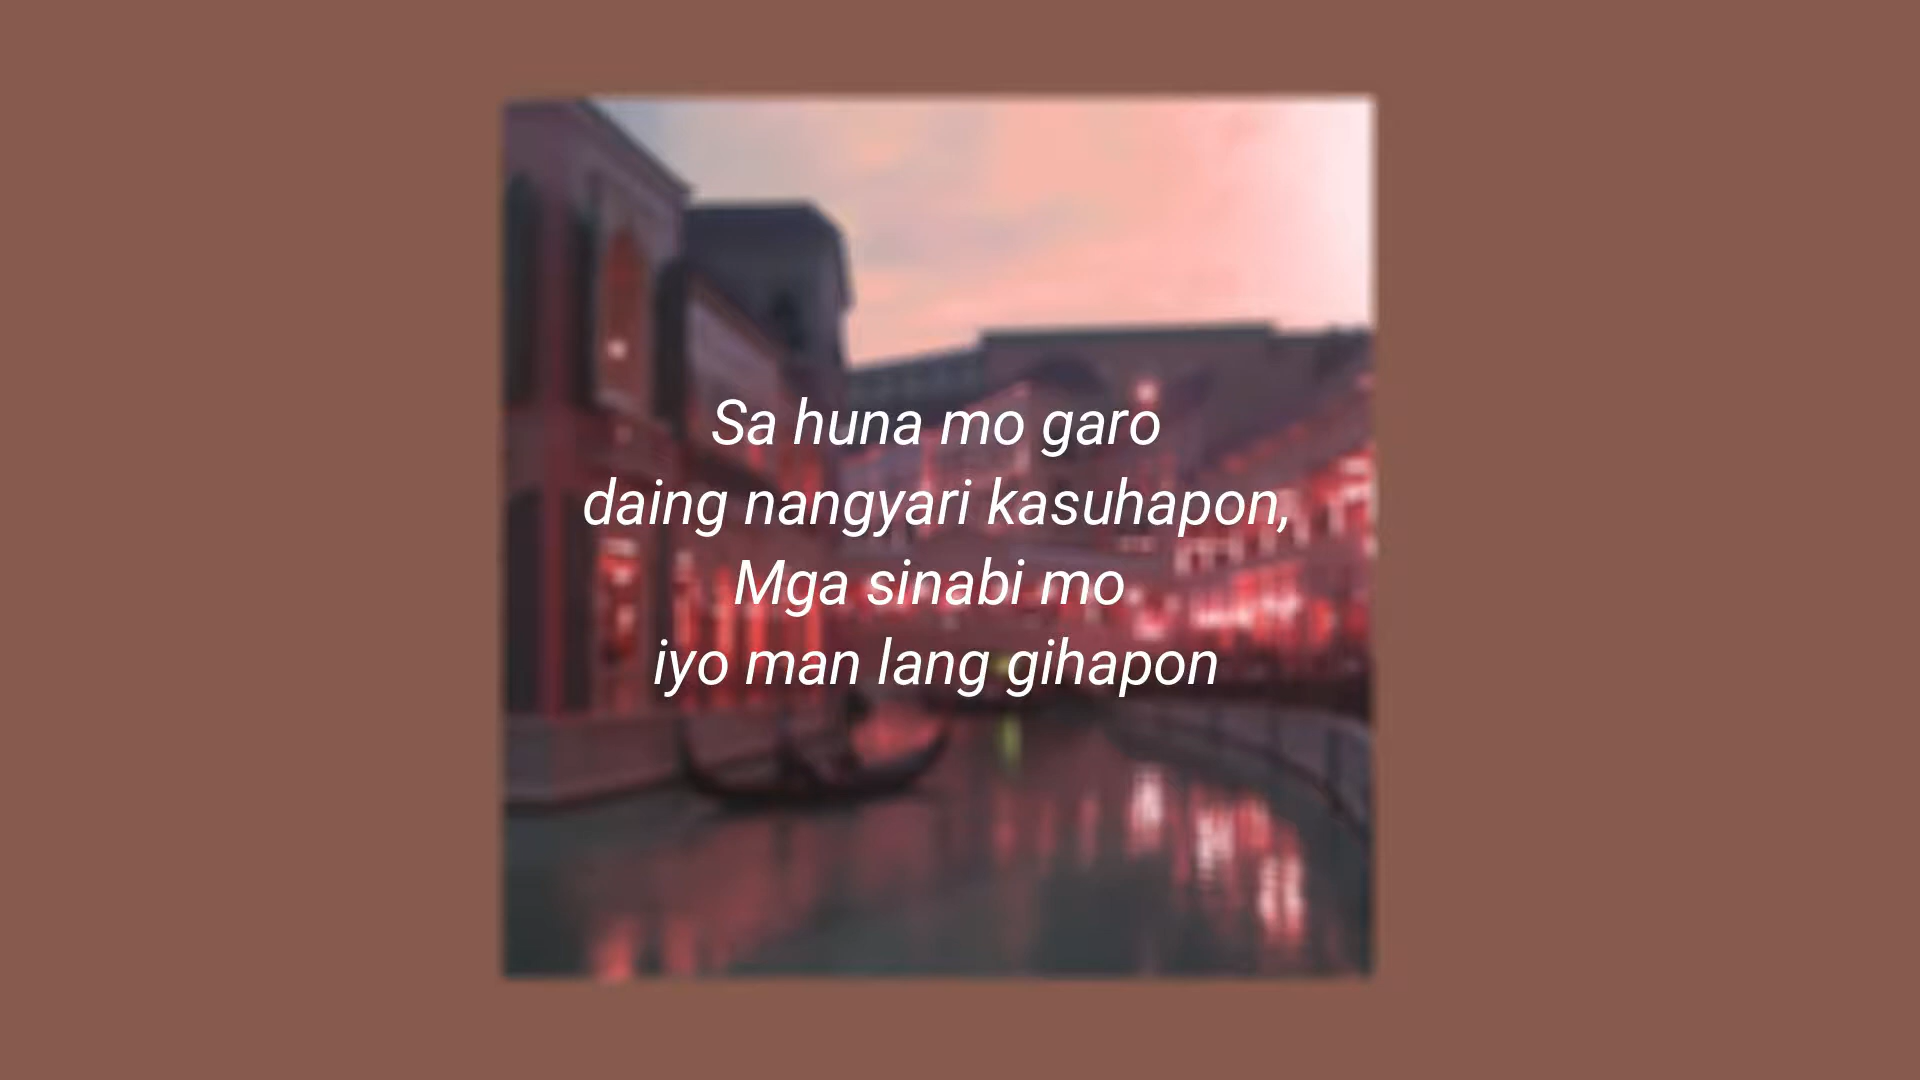 Sa huna mo garo
daing nangyari kasuhapon,
Mga sinabi mo
iyo man lang gihapon